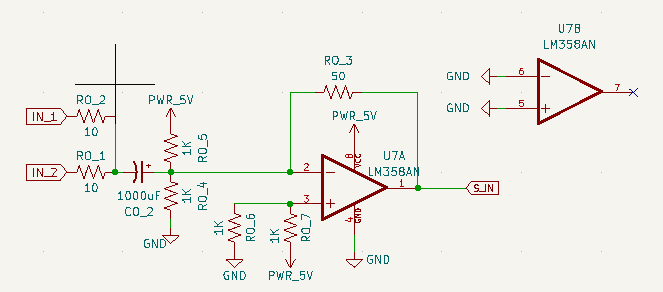 U7B
LM358AN
GND
6
GND
5
7
RO_3
50
RO_2
IN_1
10
PWR_5V
PWR_5V
RO_1
IN_2
10
1K
RO_5
U7A
LM358AN
8
VCC
2
3
1
S_IN
1000uF
CO_2
1K
RO_4
GND
1K
RO_6
1K
RO_7
4
GND
GND
GND
PWR_5V